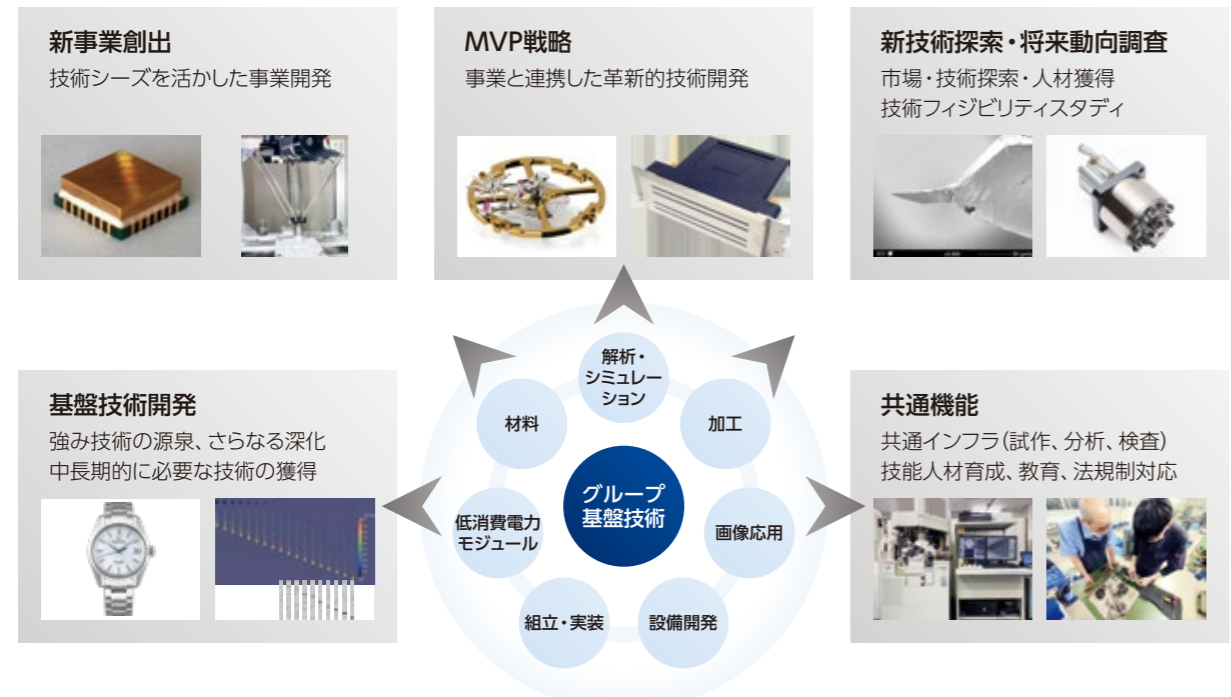 新事業創出
技術シーズを活かした事業開発
MVP戦略
事業と連携した革新的技術開発
新技術探索・将来動向調査
市場・技術探索・人材獲得
技術フィジビリティスタディ
基盤技術開発
強み技術の源泉、さらなる深化
中長期的に必要な技術の獲得
解析・
シミュレー
ション
材料
加工
グループ
基盤技術
低消費電力
モジュール
画像応用
組立・実装
設備開発
共通機能
共通インフラ(試作、分析、検査)
技能人材育成、教育、法規制対応